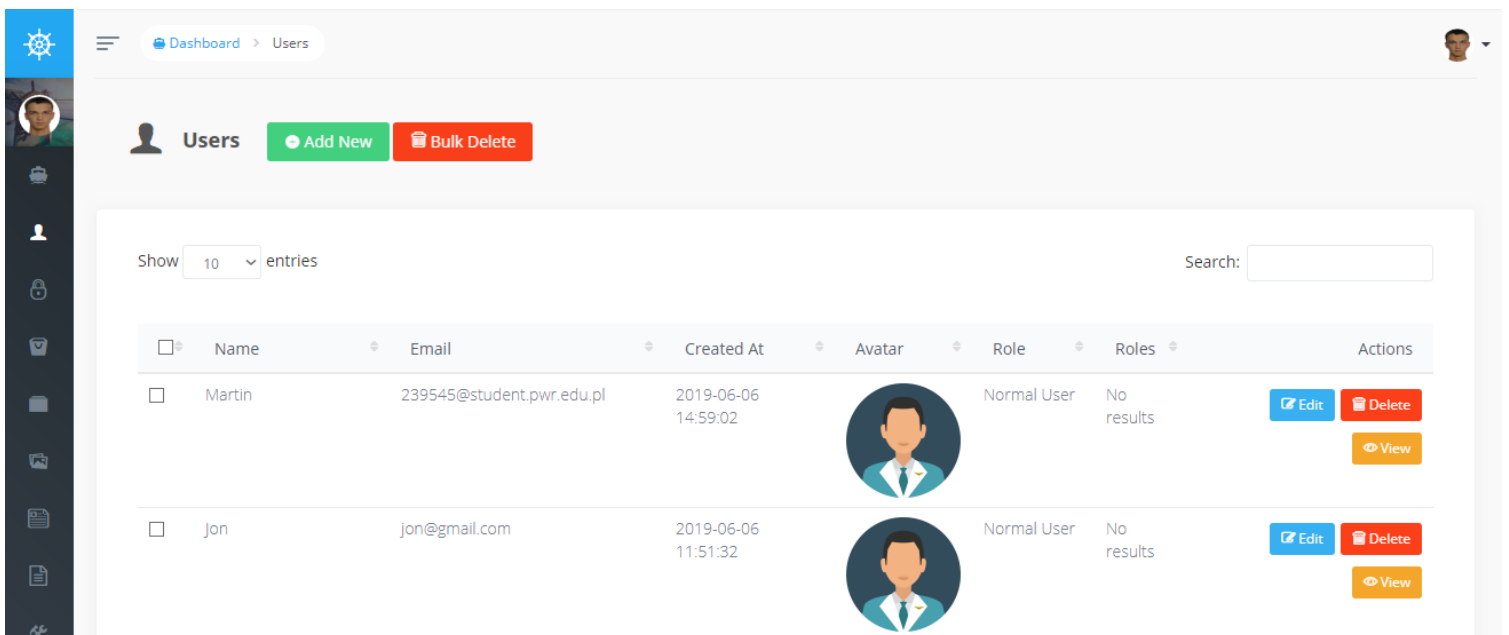 Dashboard > Users
Users Add New Bulk Delete
Show 10 entries Search:
Name Email Created At Avatar Role Roles Actions
Martin 239545@student.pwr.edu.pl 2019-06-06 Normal User No Edit Delete
14:59:02 results
View
Jon jon@gmail.com 2019-06-06 Normal User No Edit Delete
11:51:32 results
View